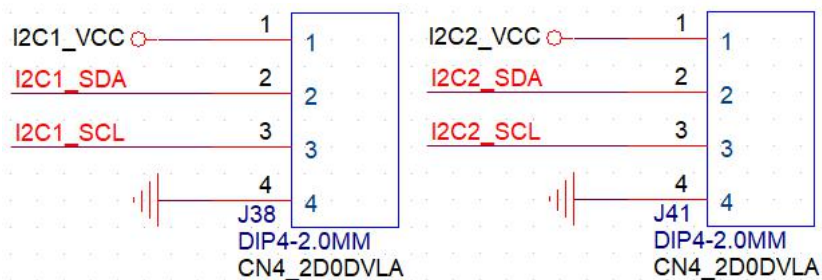 1 1
I2C1_VCC 1 I2C2_VCC 1
I2C1_SDA 2 I2C2_SDA 2
2 2
I2C1_SCL 3 I2C2_SCL 3
3 3
4 4
4 4
J38 J41
DIP4-2.0MM DIP4-2.0MM
CN4_2D0DVLA CN4_2D0DVLA